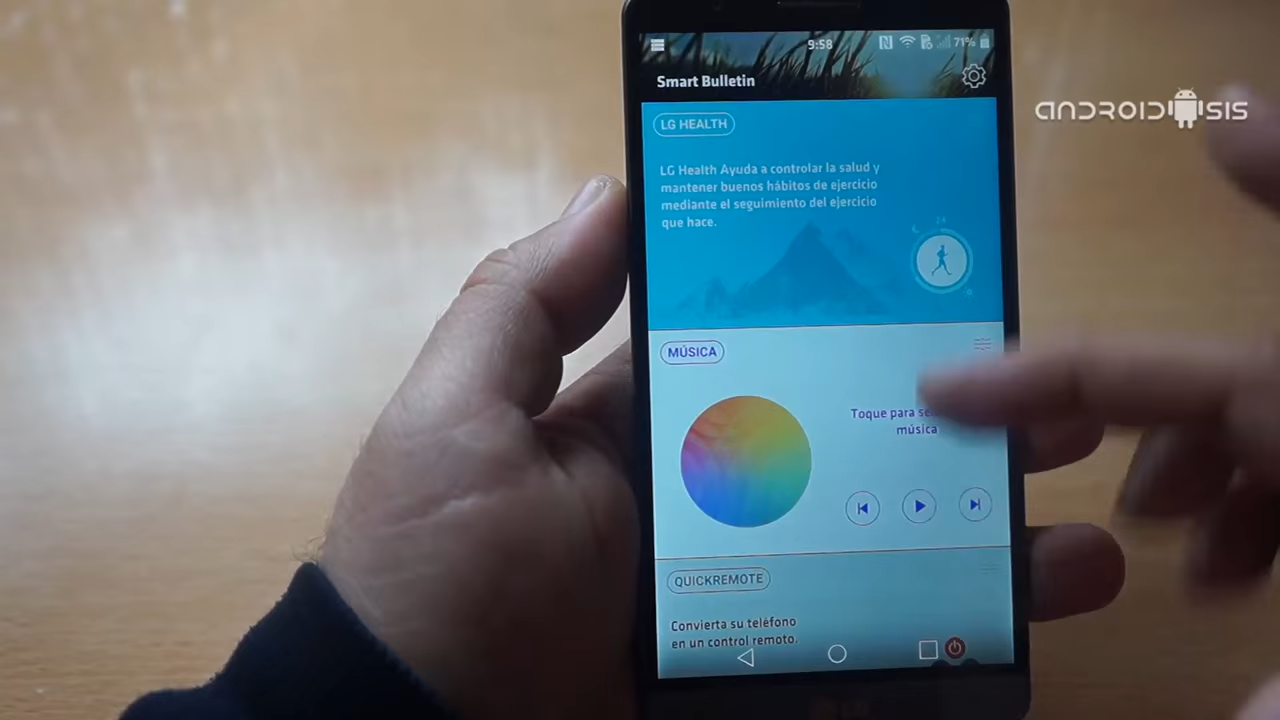 9:58
71%
Smart Bulletin
ANDROIDSIS
LG HEALTH
LG Health Ayuda a controlar la salud y
mantener buenos hábitos de ejercicio
mediante el seguimiento del ejercicio
que hace.
24
MÚSICA
Toque para
música
QUICKREMOTE
Convierta su teléfono
en un control remoto.